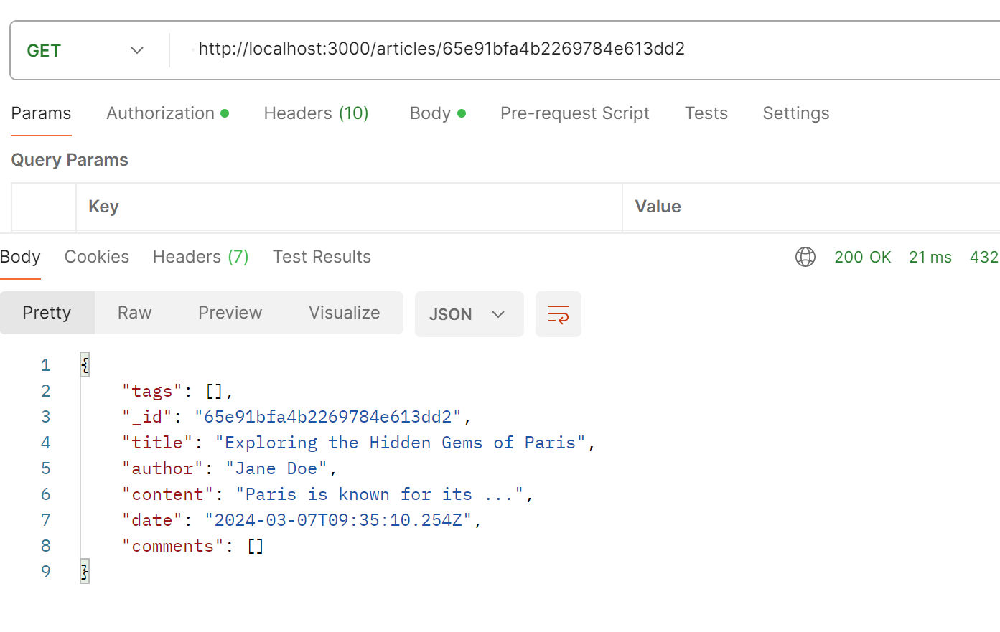 GET http://localhost:3000/articles/65e91bfa4b2269784e613dd2
Params Authorization Headers (10) Body Pre-request Script Tests Settings
Query Params
Key Value
Body Cookies Headers (7) Test Results 200 OK 21 ms 432
Pretty Raw Preview Visualize JSON
1 {
2 "tags": [],
3 "_id": "65e91bfa4b2269784e613dd2",
4 "title": "Exploring the Hidden Gems of Paris",
5 "author": "Jane Doe",
6 "content": "Paris is known for its ...",
7 "date": "2024-03-07T09:35:10.254Z",
8 "comments": []
9 }